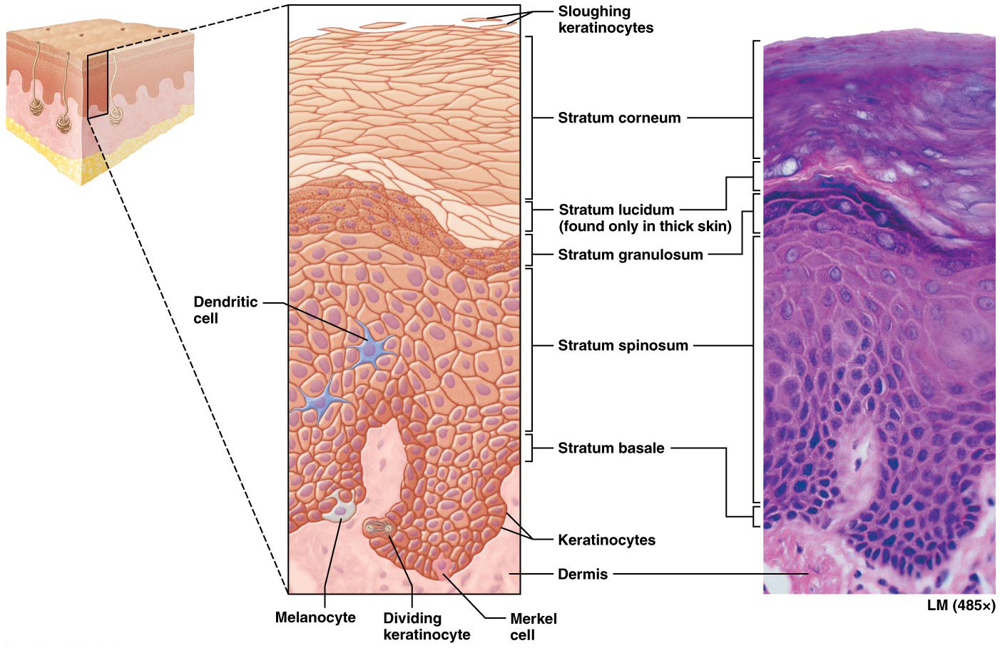 Sloughing
keratinocytes
Stratum corneum
Stratum lucidum
(found only in thick skin)
Stratum granulosum
Dendritic
cell
Stratum spinosum
Stratum basale
Keratinocytes
Dermis
LM (485×)
Melanocyte
Dividing
keratinocyte
Merkel
cell